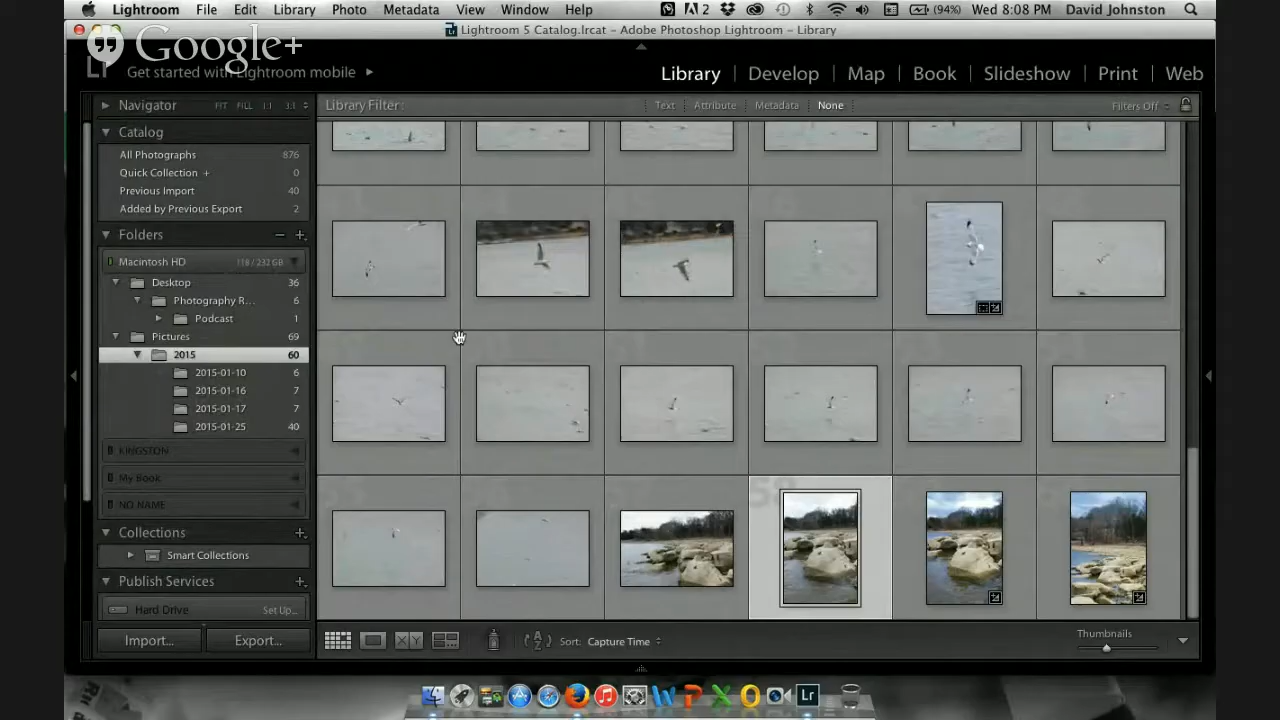 Lightroom File Edit Library Photo Metadata View Window Help 2 (94%) Wed 8:08 PM David Johnston
Lightroom 5 Catalog.lrcat – Adobe Photoshop Lightroom – Library
Google+
Get started with Lightroom mobile
Library | Develop | Map | Book | Slideshow | Print | Web
Navigator FIT FILL 1:1 3:1
Library Filter: Text Attribute Metadata None Filters Off
Catalog
All Photographs 876
Quick Collection + 0
Previous Import 40
Added by Previous Export 2
Folders
Macintosh HD 118 / 232 GB
Desktop 36
Photography R... 6
Podcast 1
Pictures 69
2015 60
2015-01-10 6
2015-01-16 7
2015-01-17 7
2015-01-25 40
KINGSTON
My Book
NO NAME
Collections
Smart Collections
Publish Services
Hard Drive Set Up...
Import... Export...
Sort: Capture Time
Thumbnails